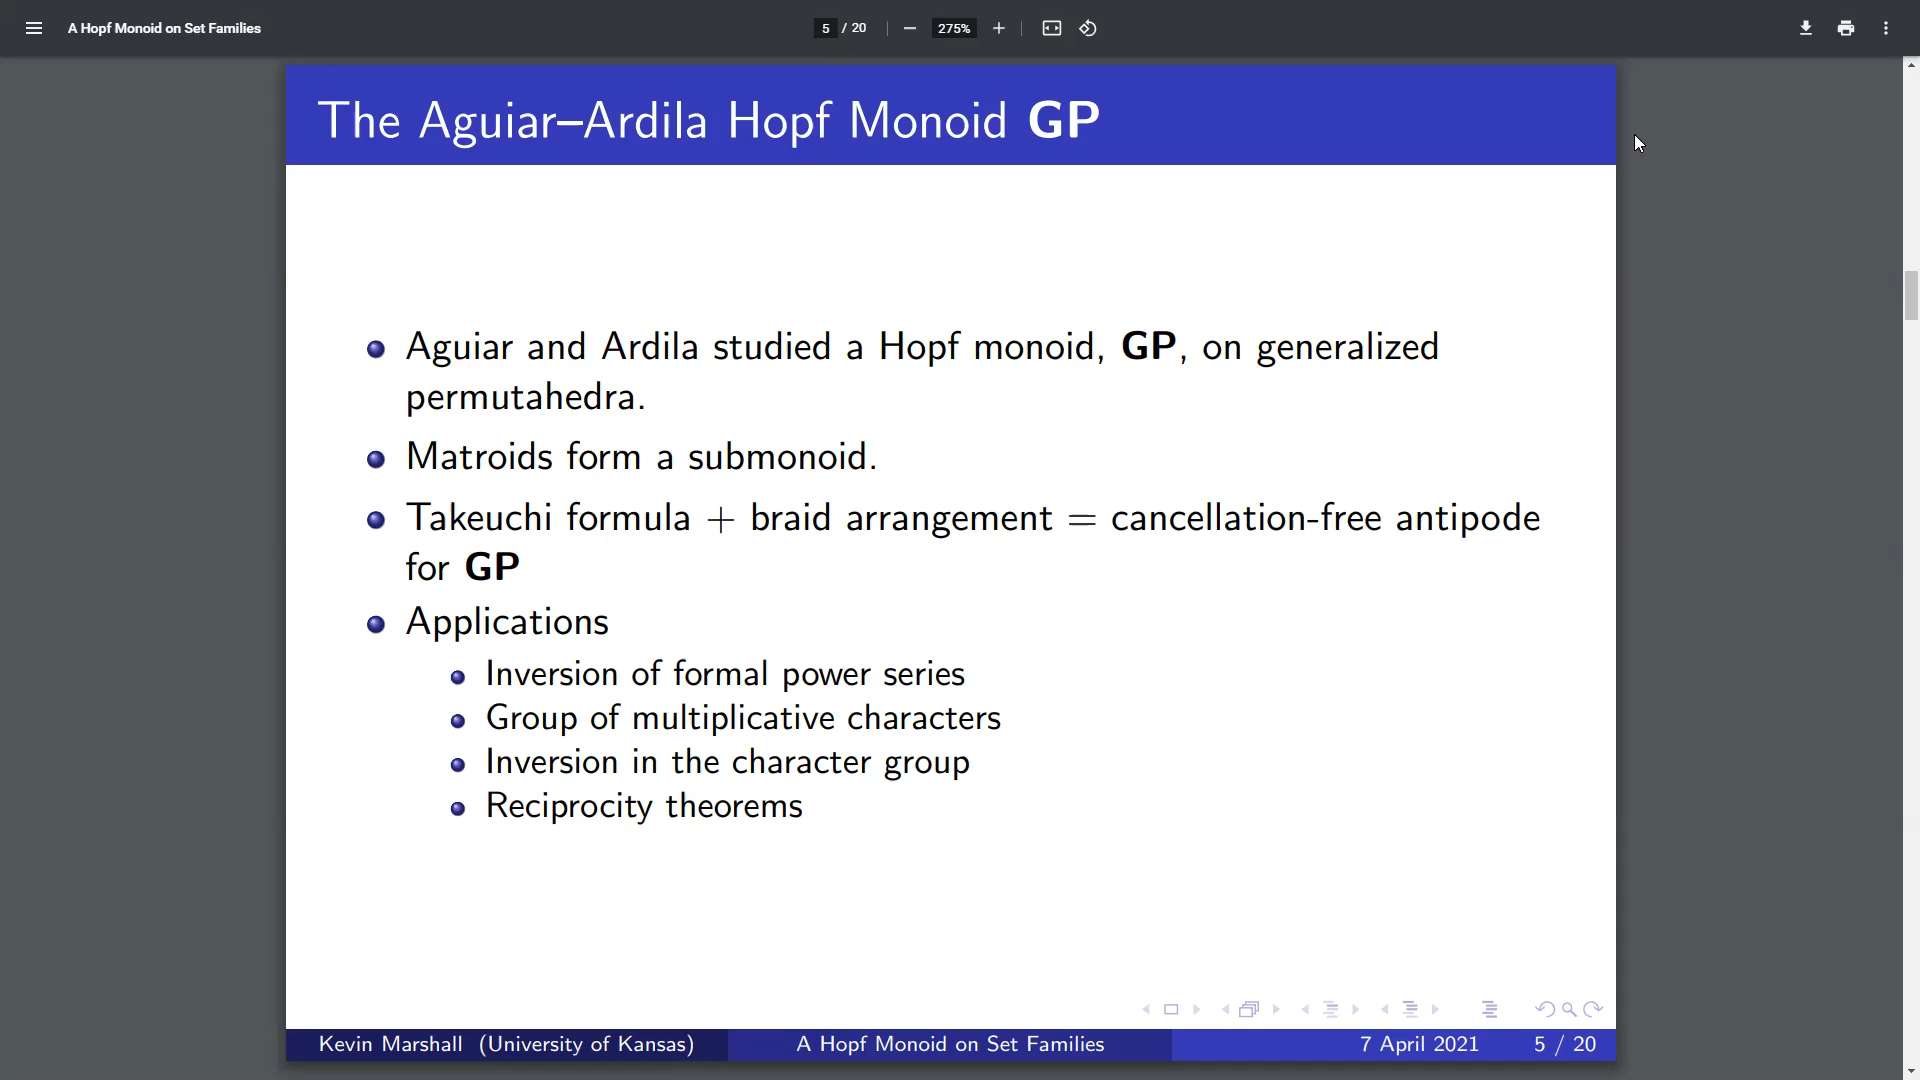 A Hopf Monoid on Set Families
5 / 20
275%
The Aguiar–Ardila Hopf Monoid GP
Aguiar and Ardila studied a Hopf monoid, GP, on generalized
permutahedra.
Matroids form a submonoid.
Takeuchi formula + braid arrangement = cancellation-free antipode
for GP
Applications
Inversion of formal power series
Group of multiplicative characters
Inversion in the character group
Reciprocity theorems
Kevin Marshall (University of Kansas)
A Hopf Monoid on Set Families
7 April 2021
5 / 20